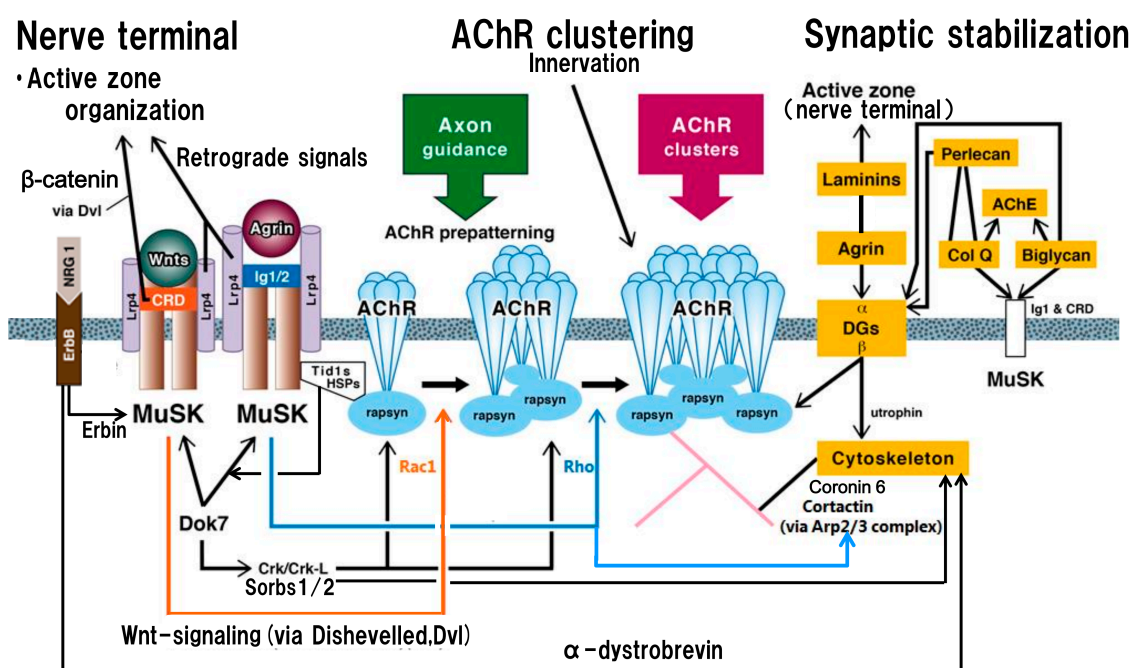 Nerve terminal
AChR clustering
Synaptic stabilization
・Active zone
organization
Innervation
Active zone
(nerve terminal)
Axon
guidance
AChR
clusters
Retrograde signals
β-catenin
via Dvl
Perlecan
Laminins
AChE
Agrin
Wnts
AChR prepatterning
Agrin
Col Q
Biglycan
NRG 1
Lrp4
CRD
Lrp4
Lrp4
Ig1/2
Lrp4
AChR
AChR
AChR
α
DGs
β
Ig1 & CRD
ErbB
Tid1s
HSPs
MuSK
MuSK
MuSK
rapsyn
rapsyn
rapsyn
rapsyn
rapsyn
rapsyn
utrophin
Erbin
Rac1
Rho
Cytoskeleton
Coronin 6
Cortactin
(via Arp2/3 complex)
Dok7
Crk/Crk-L
Sorbs1/2
Wnt-signaling (via Dishevelled,Dvl)
α-dystrobrevin